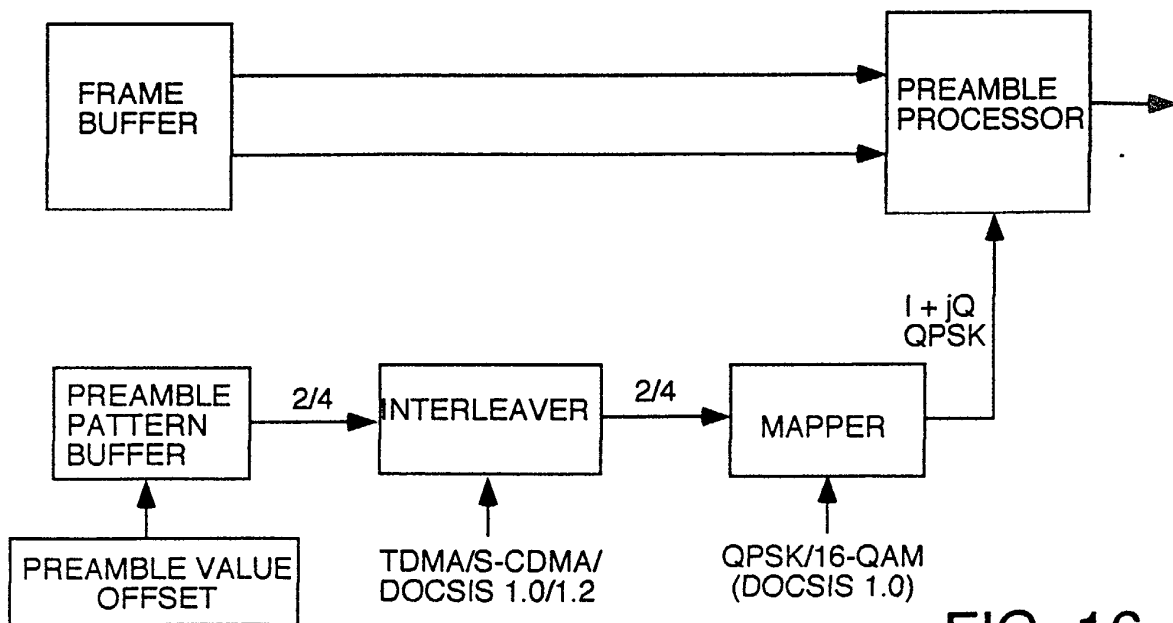 FRAME
BUFFER
PREAMBLE
PROCESSOR
I + jQ
QPSK
PREAMBLE
PATTERN
BUFFER
2/4
INTERLEAVER
2/4
MAPPER
PREAMBLE VALUE
OFFSET
TDMA/S-CDMA/
DOCSIS 1.0/1.2
QPSK/16-QAM
(DOCSIS 1.0)